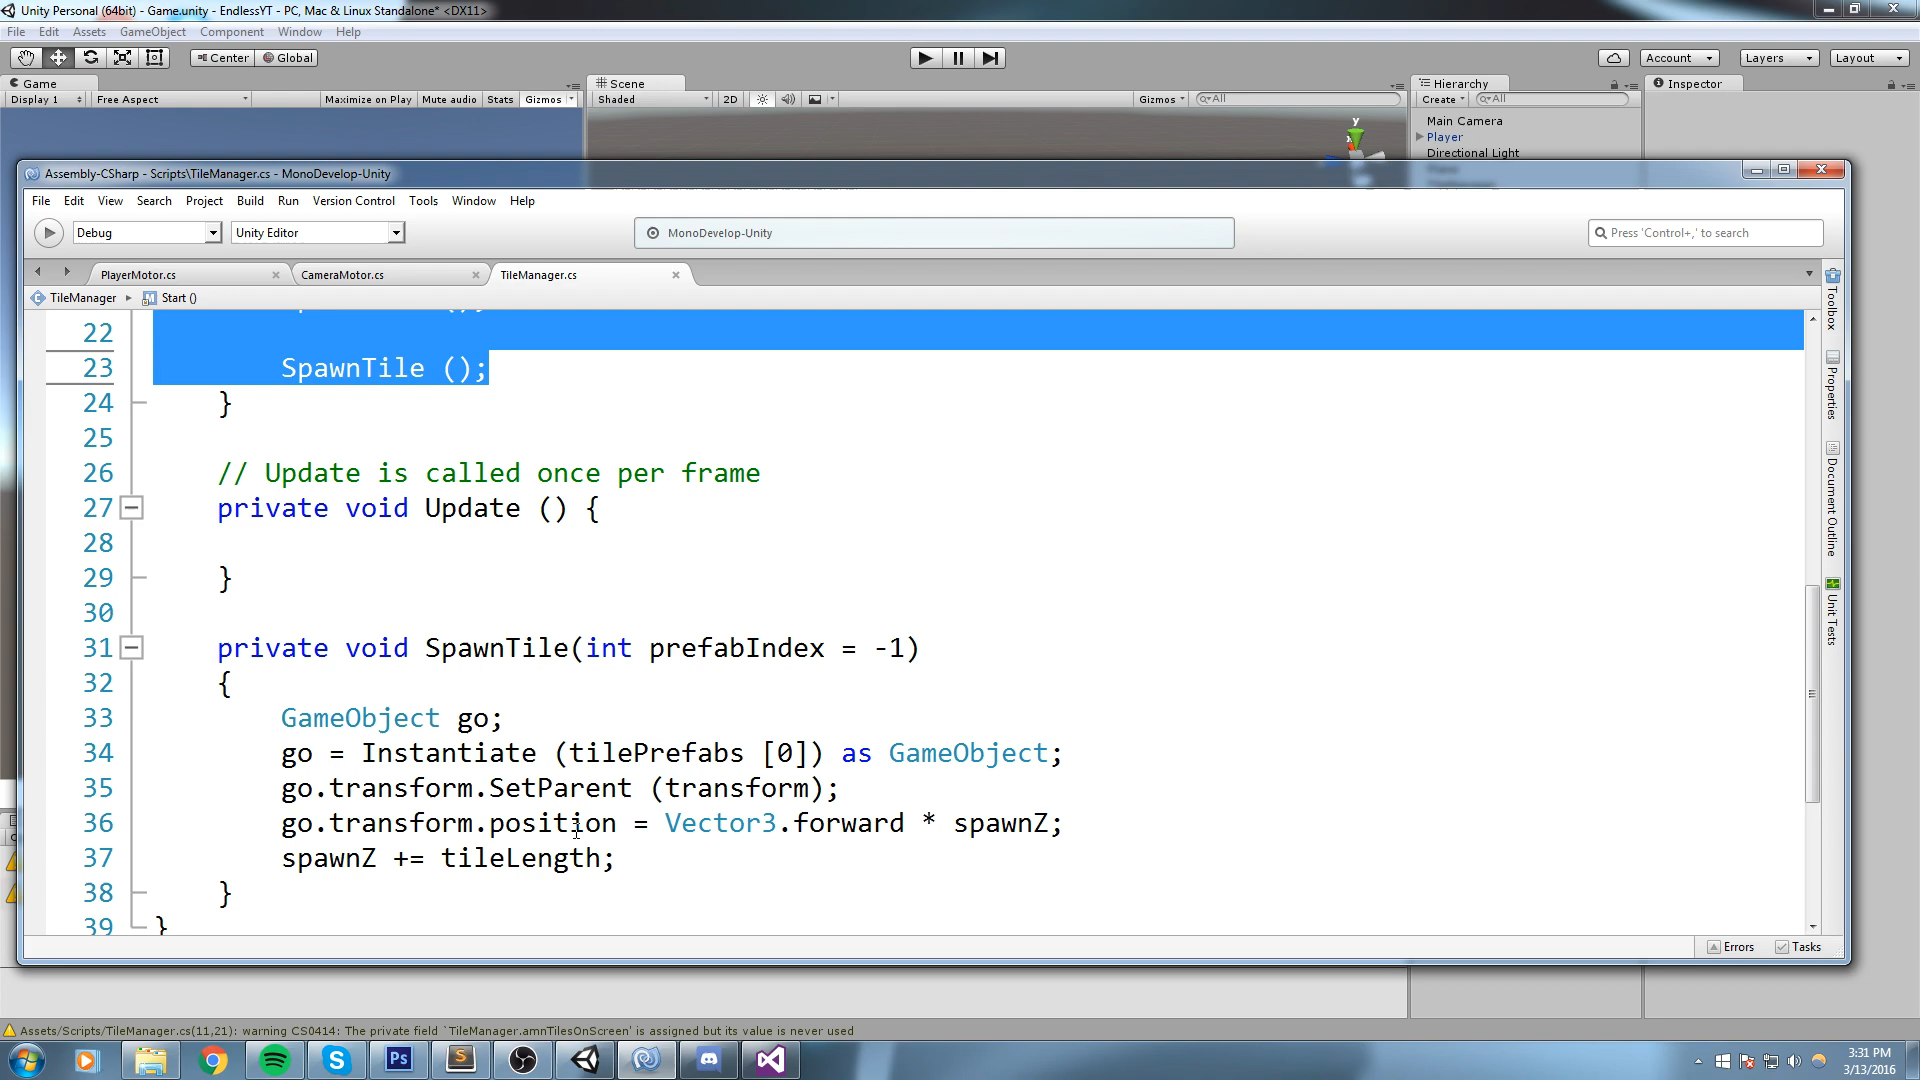 Unity Personal (64bit) - Game.unity - EndlessYT - PC, Mac & Linux Standalone* <DX11>
File Edit Assets GameObject Component Window Help
Center Global Account Layers Layout
Game Scene Hierarchy Inspector
Display 1 Free Aspect Maximize on Play Mute audio Stats Gizmos Shaded 2D Gizmos All Create All
y
Main Camera
Player
Directional Light
Assembly-CSharp - Scripts\TileManager.cs - MonoDevelop-Unity
File Edit View Search Project Build Run Version Control Tools Window Help
Debug Unity Editor MonoDevelop-Unity Press 'Control+,' to search
PlayerMotor.cs CameraMotor.cs TileManager.cs
TileManager Start ()
22
23 SpawnTile ();
24 }
25
26 // Update is called once per frame
27 private void Update () {
28
29 }
30
31 private void SpawnTile(int prefabIndex = -1)
32 {
33 GameObject go;
34 go = Instantiate (tilePrefabs [0]) as GameObject;
35 go.transform.SetParent (transform);
36 go.transform.position = Vector3.forward * spawnZ;
37 spawnZ += tileLength;
38 }
39 }
Toolbox
Properties
Document Outline
Unit Tests
Errors Tasks
Assets/Scripts/TileManager.cs(11,21): warning CS0414: The private field `TileManager.amnTilesOnScreen' is assigned but its value is never used
Ps
3:31 PM
3/13/2016